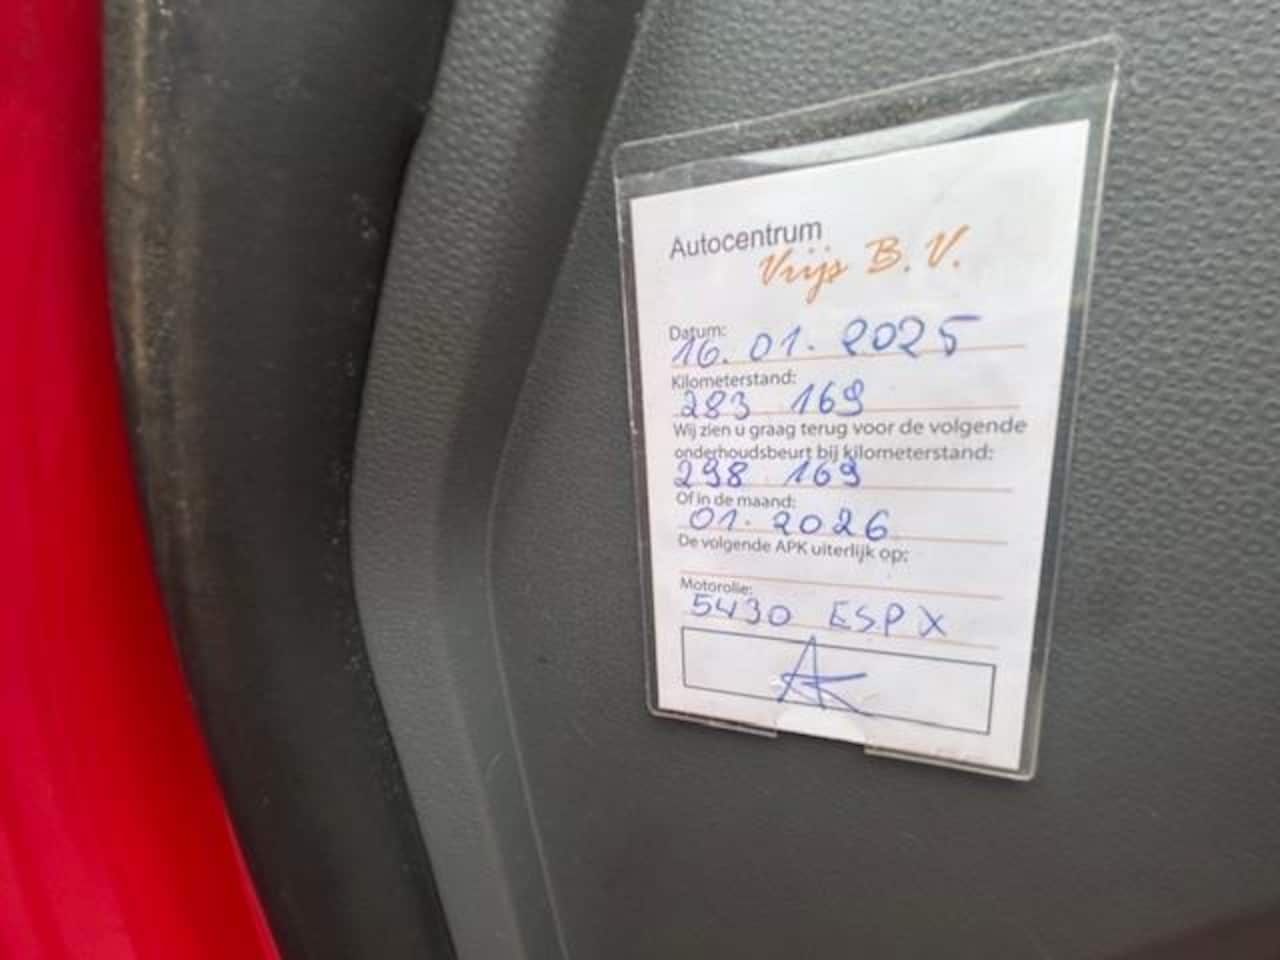 Autocentrum
Vrijs B.V.
Datum:
16.01.2025
Kilometerstand:
283 169
Wij zien u graag terug voor de volgende
onderhoudsbeurt bij kilometerstand:
298 169
Of in de maand:
01.2026
De volgende APK uiterlijk op:
Motorolie:
5W30 ESP X